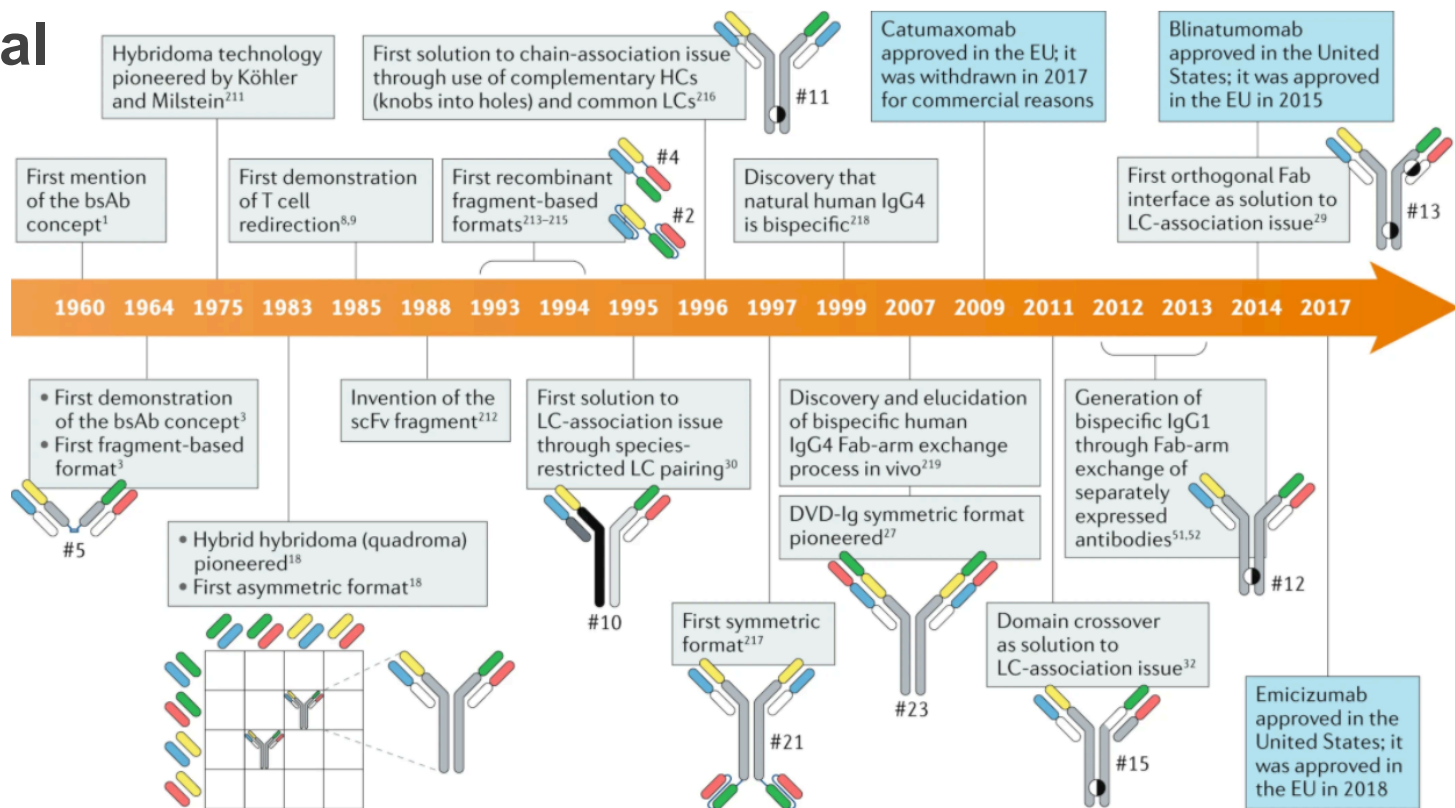 al
Hybridoma technology
pioneered by Köhler
and Milstein211
First solution to chain-association issue
through use of complementary HCs
(knobs into holes) and common LCs216
#11
Catumaxomab
approved in the EU; it
was withdrawn in 2017
for commercial reasons
Blinatumomab
approved in the United
States; it was approved
in the EU in 2015
First mention
of the bsAb
concept1
First demonstration
of T cell
redirection8,9
First recombinant
fragment-based
formats213–215
#4
#2
Discovery that
natural human IgG4
is bispecific218
First orthogonal Fab
interface as solution to
LC-association issue29
#13
1960 1964 1975 1983 1985 1988 1993 1994 1995 1996 1997 1999 2007 2009 2011 2012 2013 2014 2017
• First demonstration
of the bsAb concept3
• First fragment-based
format3
#5
• Hybrid hybridoma (quadroma)
pioneered18
• First asymmetric format18
Invention of the
scFv fragment212
First solution to
LC-association issue
through species-
restricted LC pairing30
#10
First symmetric
format217
#21
Discovery and elucidation
of bispecific human
IgG4 Fab-arm exchange
process in vivo219
DVD-Ig symmetric format
pioneered27
#23
Domain crossover
as solution to
LC-association issue32
#15
Generation of
bispecific IgG1
through Fab-arm
exchange of
separately
expressed
antibodies51,52
#12
Emicizumab
approved in the
United States; it
was approved in
the EU in 2018